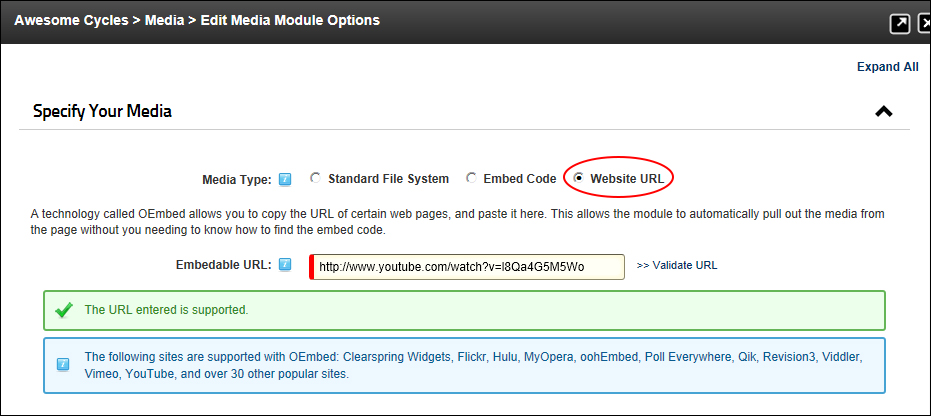 Awesome Cycles > Media > Edit Media Module Options
Expand All
Specify Your Media
Media Type: Standard File System Embed Code Website URL
A technology called OEmbed allows you to copy the URL of certain web pages, and paste it here. This allows the module to automatically pull out the media from
the page without you needing to know how to find the embed code.
Embedable URL: http://www.youtube.com/watch?v=l8Qa4G5M5Wo >> Validate URL
The URL entered is supported.
The following sites are supported with OEmbed: Clearspring Widgets, Flickr, Hulu, MyOpera, oohEmbed, Poll Everywhere, Qik, Revision3, Viddler,
Vimeo, YouTube, and over 30 other popular sites.